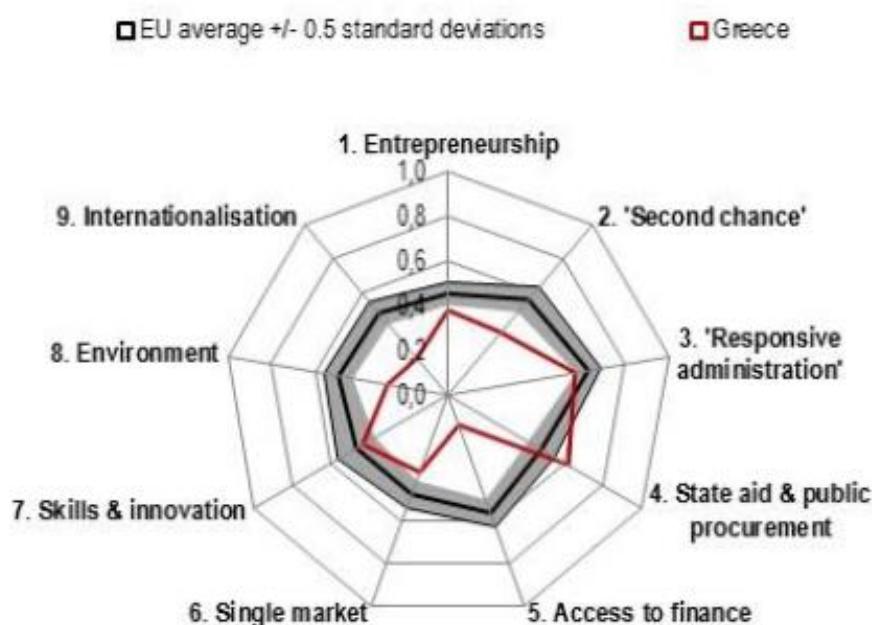 EU average +/- 0.5 standard deviations
Greece
1. Entrepreneurship
1,0
9. Internationalisation
2. 'Second chance'
0,8
0,6
0,4
8. Environment
3. 'Responsive
administration'
0,2
0,0
7. Skills & innovation
4. State aid & public
procurement
6. Single market
5. Access to finance